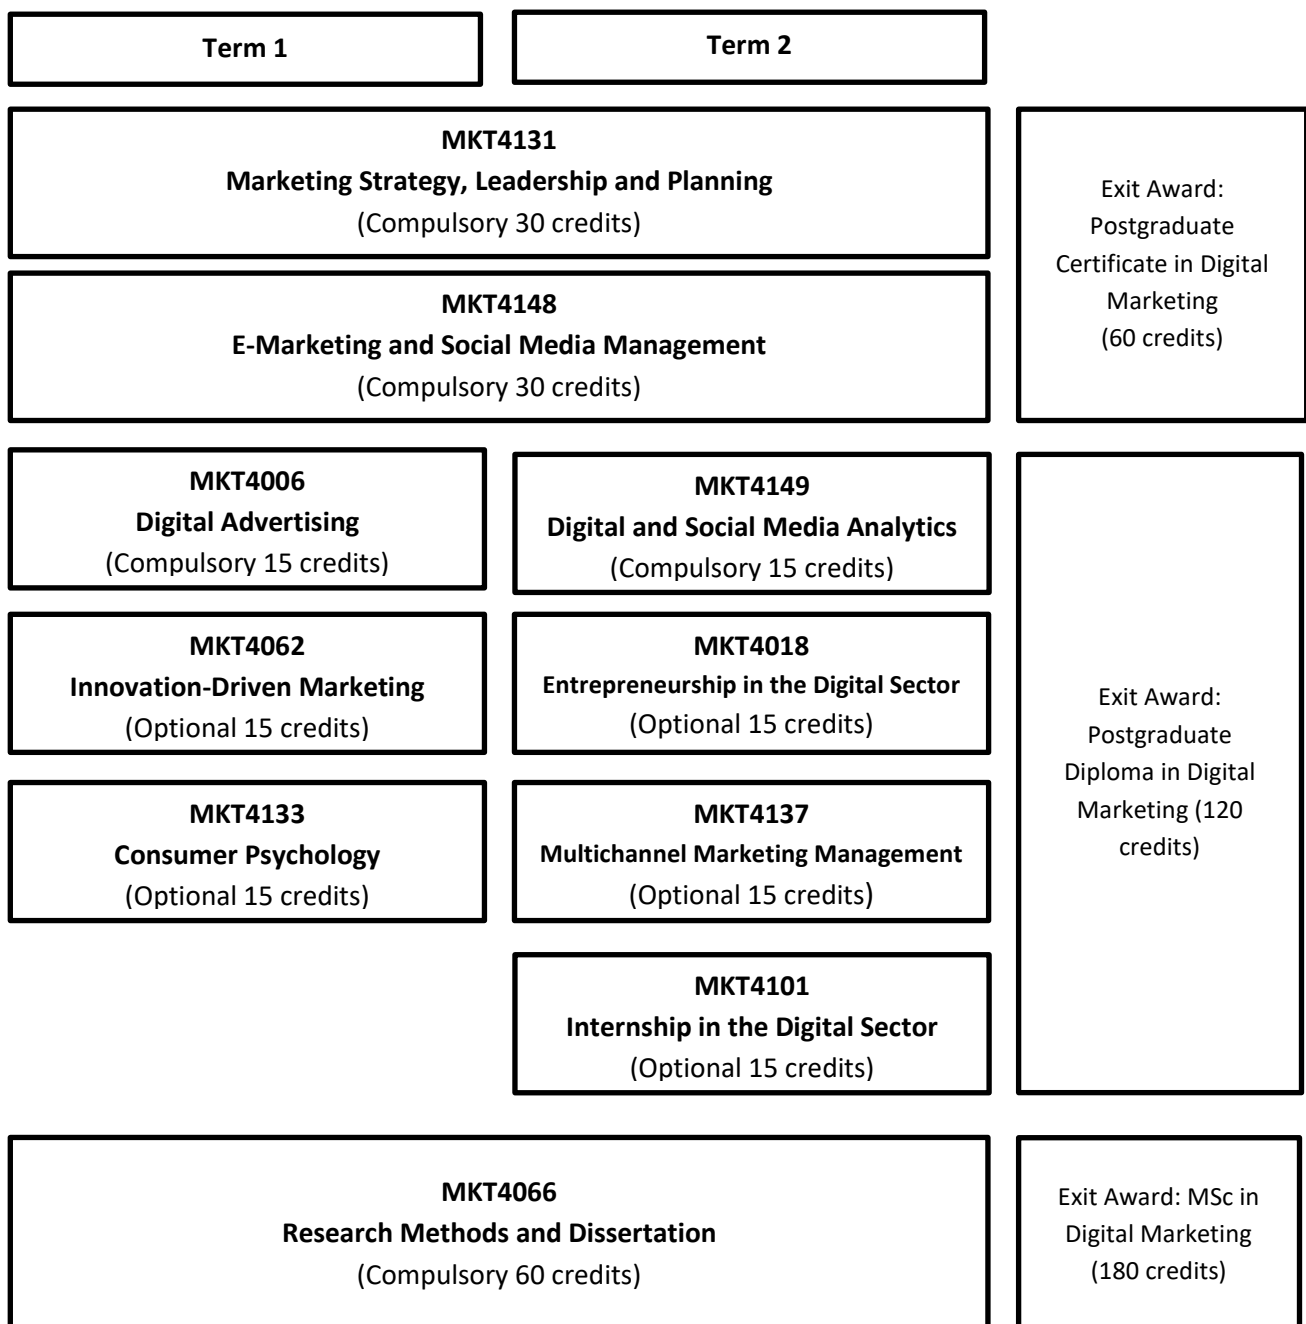 Term 1
Term 2
MKT4131
Marketing Strategy, Leadership and Planning
(Compulsory 30 credits)
Exit Award:
Postgraduate
Certificate in Digital
Marketing
(60 credits)
MKT4148
E-Marketing and Social Media Management
(Compulsory 30 credits)
MKT4006
Digital Advertising
(Compulsory 15 credits)
MKT4149
Digital and Social Media Analytics
(Compulsory 15 credits)
MKT4062
Innovation-Driven Marketing
(Optional 15 credits)
MKT4018
Entrepreneurship in the Digital Sector
(Optional 15 credits)
Exit Award:
Postgraduate
Diploma in Digital
Marketing (120
credits)
MKT4133
Consumer Psychology
(Optional 15 credits)
MKT4137
Multichannel Marketing Management
(Optional 15 credits)
MKT4101
Internship in the Digital Sector
(Optional 15 credits)
MKT4066
Research Methods and Dissertation
(Compulsory 60 credits)
Exit Award: MSc in
Digital Marketing
(180 credits)